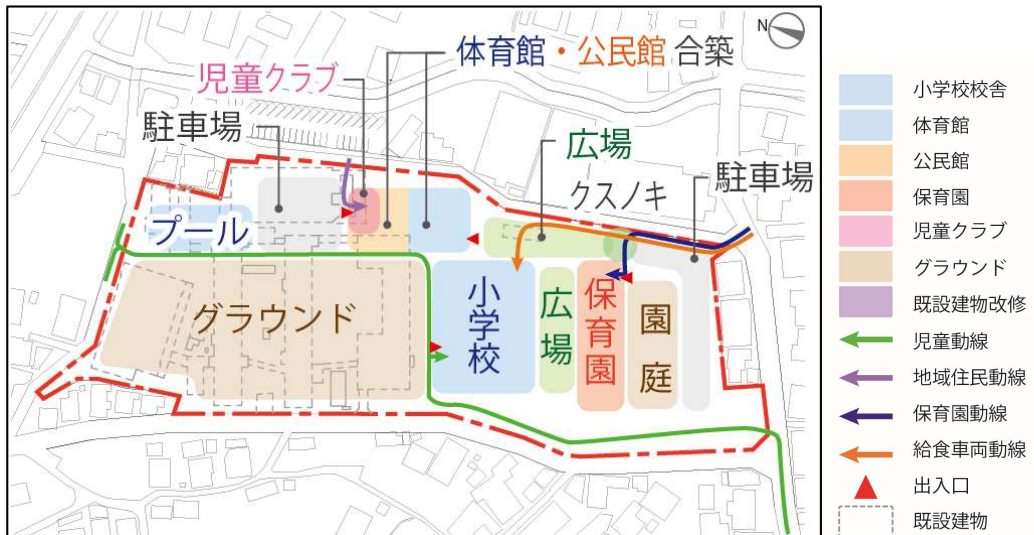 N
体育館・公民館 合築
児童クラブ
駐車場
広場
クスノキ
駐車場
プール
グラウンド
小学校
広場
保育園
園庭
小学校校舎
体育館
公民館
保育園
児童クラブ
グラウンド
既設建物改修
児童動線
地域住民動線
保育園動線
給食車両動線
出入口
既設建物